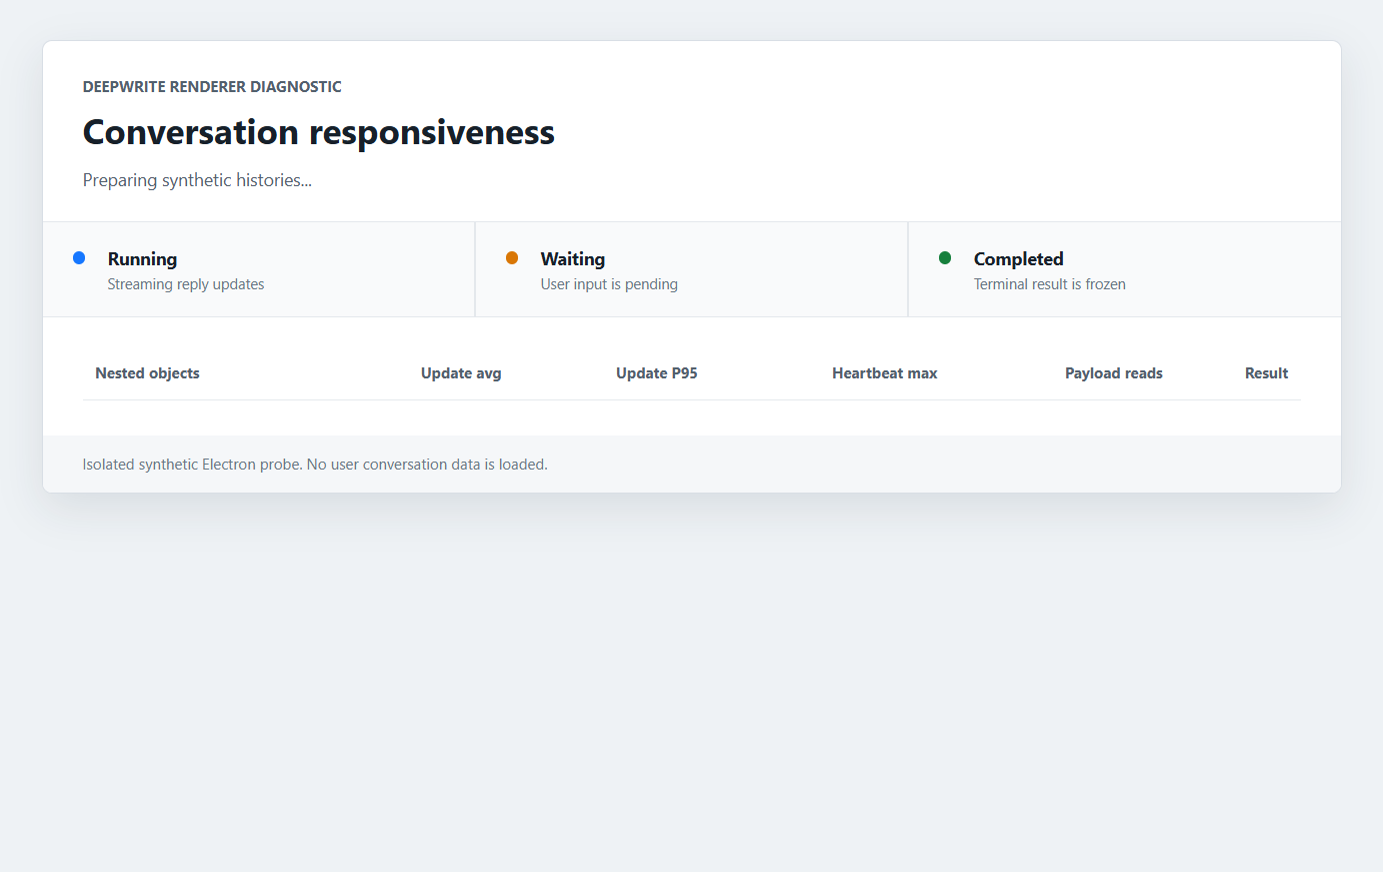 DEEPWRITE RENDERER DIAGNOSTIC
Conversation responsiveness
Preparing synthetic histories...
Running
Streaming reply updates
Waiting
User input is pending
Completed
Terminal result is frozen
Nested objects Update avg Update P95 Heartbeat max Payload reads Result
Isolated synthetic Electron probe. No user conversation data is loaded.